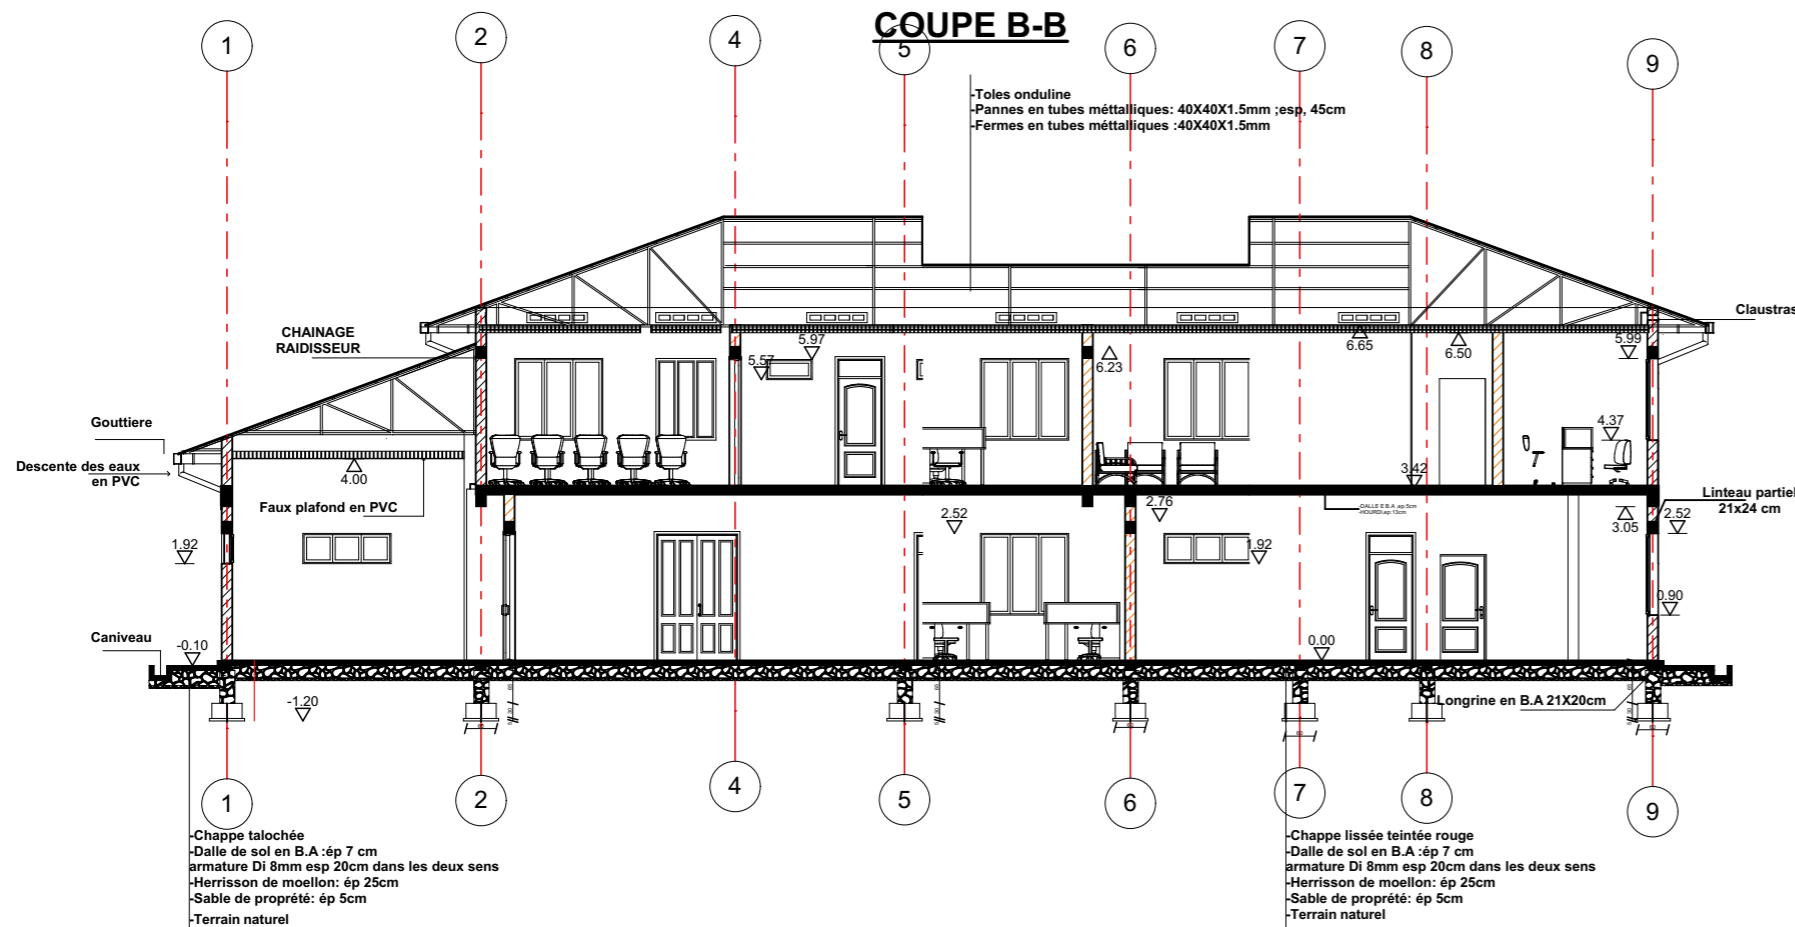 COUPE B-B
1
2
4
5
6
7
8
9
-Toles onduline
-Pannes en tubes méttalliques: 40X40X1.5mm ;esp, 45cm
-Fermes en tubes méttalliques :40X40X1.5mm
Claustras
CHAINAGE
RAIDISSEUR
5.97
5.57
6.23
6.65
6.50
5.99
Gouttiere
Descente des eaux
en PVC
4.00
Faux plafond en PVC
4.37
3.42
Linteau partiel
21x24 cm
2.76
2.52
DALLE E B.A .ep:5cm
-HOURDI,ep:13cm
3.05
2.52
1.92
1.92
0.90
Caniveau
-0.10
0.00
-1.20
Longrine en B.A 21X20cm
1
2
4
5
6
7
8
9
-Chappe talochée
-Dalle de sol en B.A :ép 7 cm
armature Di 8mm esp 20cm dans les deux sens
-Herrisson de moellon: ép 25cm
-Sable de proprété: ép 5cm
-Terrain naturel
-Chappe lissée teintée rouge
-Dalle de sol en B.A :ép 7 cm
armature Di 8mm esp 20cm dans les deux sens
-Herrisson de moellon: ép 25cm
-Sable de proprété: ép 5cm
-Terrain naturel